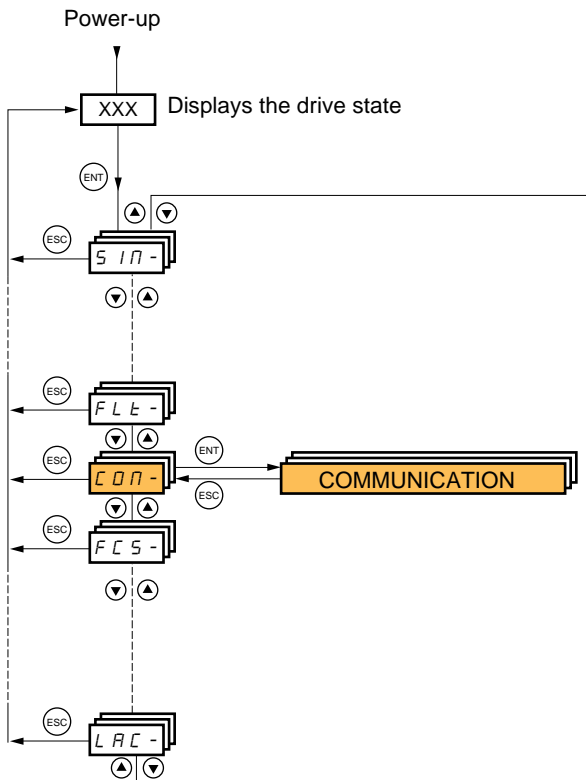 Power-up
XXX Displays the drive state
ENT
ESC
SIM-
ESC
FLt-
ESC
COM-
ENT
ESC
COMMUNICATION
ESC
FCS-
ESC
LAC-